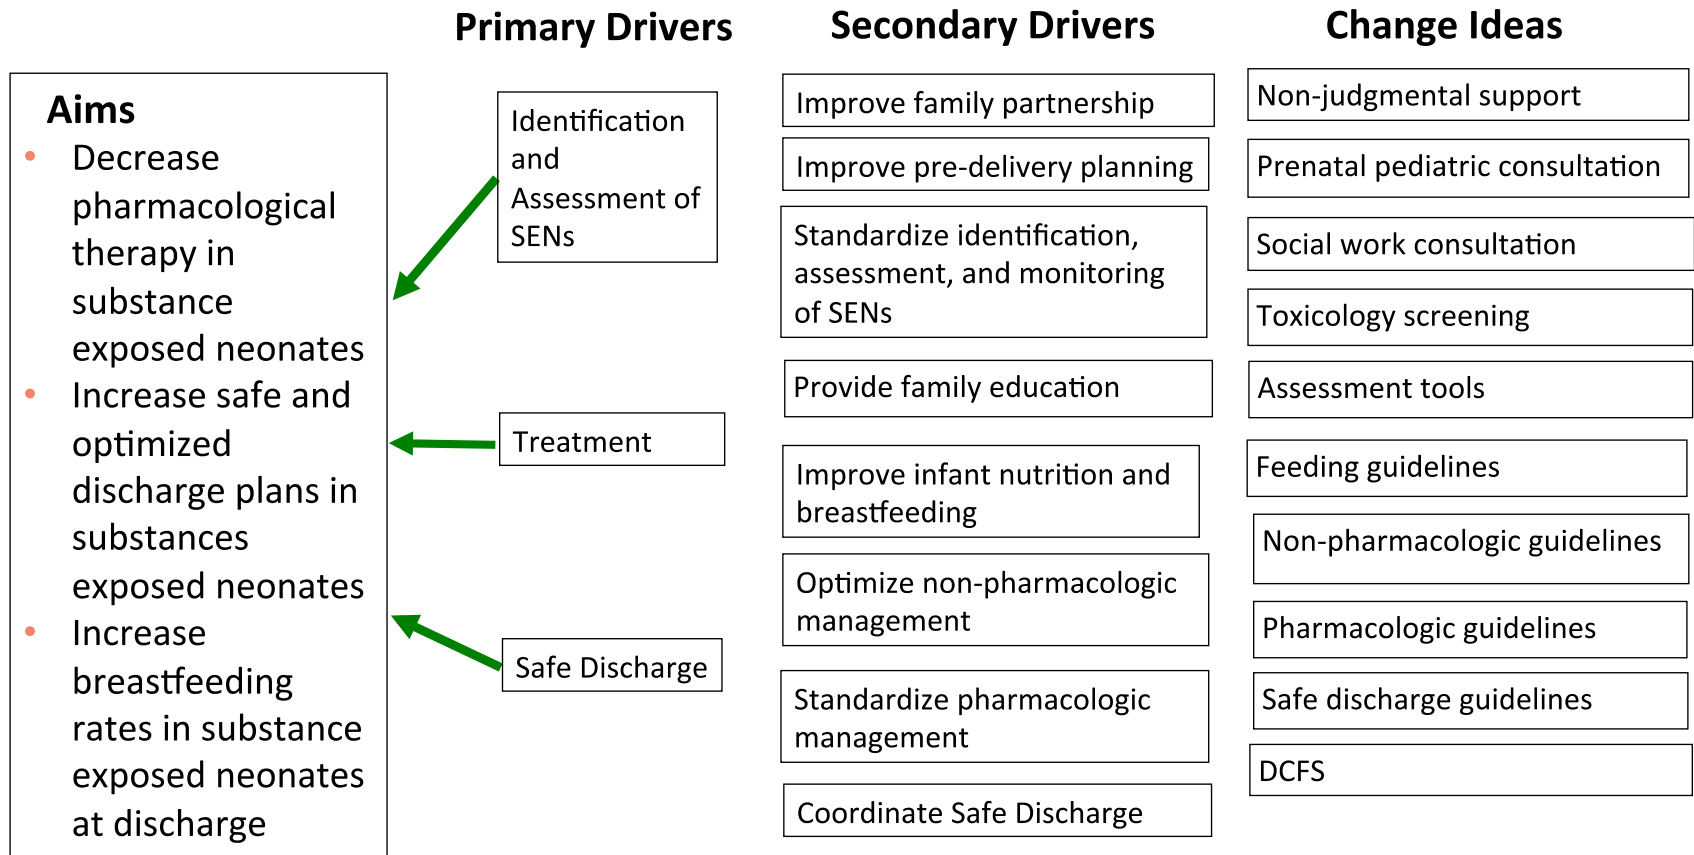 Primary Drivers
Secondary Drivers
Change Ideas
Aims
• Decrease
pharmacological
therapy in
substance
exposed neonates
• Increase safe and
optimized
discharge plans in
substances
exposed neonates
• Increase
breastfeeding
rates in substance
exposed neonates
at discharge
Identification
and
Assessment of
SENs
Treatment
Safe Discharge
Improve family partnership
Improve pre-delivery planning
Standardize identification,
assessment, and monitoring
of SENs
Provide family education
Improve infant nutrition and
breastfeeding
Optimize non-pharmacologic
management
Standardize pharmacologic
management
Coordinate Safe Discharge
Non-judgmental support
Prenatal pediatric consultation
Social work consultation
Toxicology screening
Assessment tools
Feeding guidelines
Non-pharmacologic guidelines
Pharmacologic guidelines
Safe discharge guidelines
DCFS